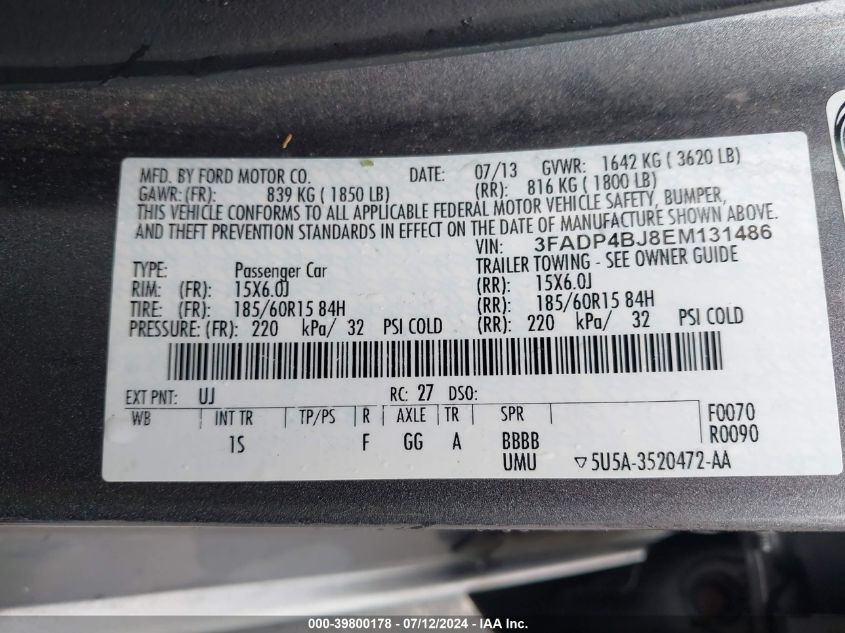 MFD. BY FORD MOTOR CO. DATE: 07/13 GVWR: 1642 KG ( 3620 LB)
GAWR: (FR): 839 KG ( 1850 LB) (RR): 816 KG ( 1800 LB)
THIS VEHICLE CONFORMS TO ALL APPLICABLE FEDERAL MOTOR VEHICLE SAFETY, BUMPER,
AND THEFT PREVENTION STANDARDS IN EFFECT ON THE DATE OF MANUFACTURE SHOWN ABOVE.
VIN: 3FADP4BJ8EM131486
TYPE: Passenger Car TRAILER TOWING - SEE OWNER GUIDE
RIM: (FR): 15X6.0J (RR): 15X6.0J
TIRE: (FR): 185/60R15 84H (RR): 185/60R15 84H
PRESSURE: (FR): 220 kPa/ 32 PSI COLD (RR): 220 kPa/ 32 PSI COLD
EXT PNT: UJ RC: 27 DSO:
WB INT TR TP/PS R AXLE TR SPR F0070
1S F GG A BBBB R0090
UMU ▽5U5A-3520472-AA
000-39800178 - 07/12/2024 - IAA Inc.